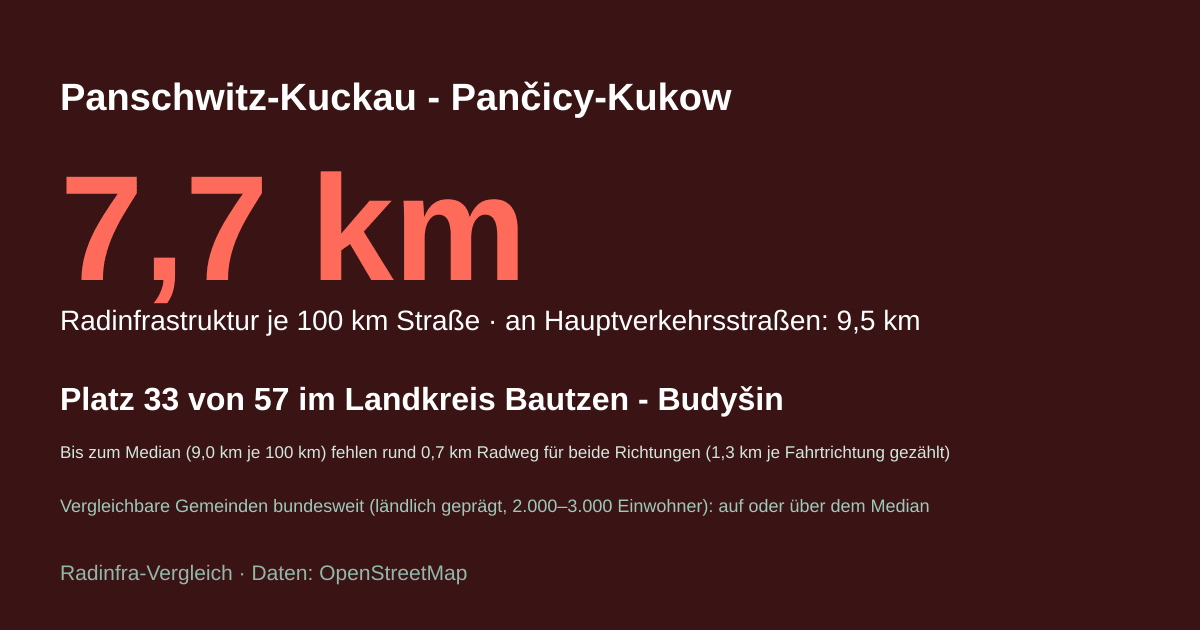 Panschwitz-Kuckau - Pančicy-Kukow
7,7 km
Radinfrastruktur je 100 km Straße · an Hauptverkehrsstraßen: 9,5 km
Platz 33 von 57 im Landkreis Bautzen - Budyšin
Bis zum Median (9,0 km je 100 km) fehlen rund 0,7 km Radweg für beide Richtungen (1,3 km je Fahrtrichtung gezählt)
Vergleichbare Gemeinden bundesweit (ländlich geprägt, 2.000–3.000 Einwohner): auf oder über dem Median
Radinfra-Vergleich · Daten: OpenStreetMap